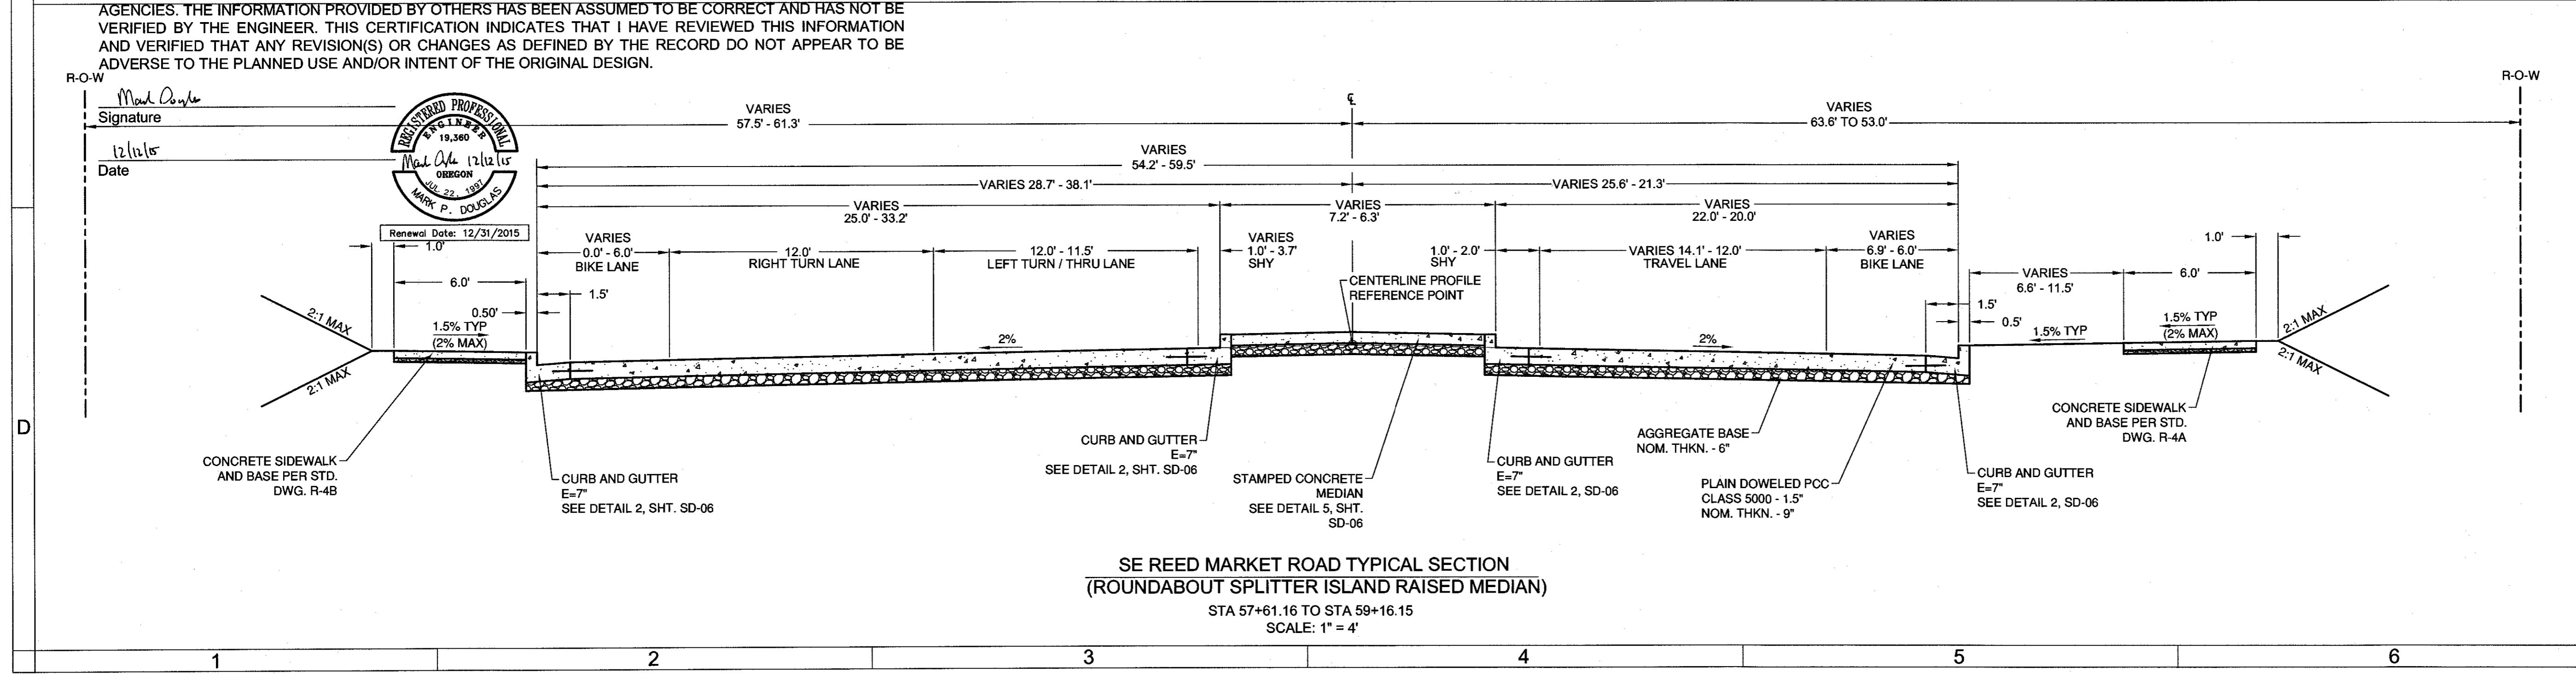 AGENCIES. THE INFORMATION PROVIDED BY OTHERS HAS BEEN ASSUMED TO BE CORRECT AND HAS NOT BE
VERIFIED BY THE ENGINEER. THIS CERTIFICATION INDICATES THAT I HAVE REVIEWED THIS INFORMATION
AND VERIFIED THAT ANY REVISION(S) OR CHANGES AS DEFINED BY THE RECORD DO NOT APPEAR TO BE
ADVERSE TO THE PLANNED USE AND/OR INTENT OF THE ORIGINAL DESIGN.
R-O-W
R-O-W
Signature
12/12/15
Date
REGISTERED PROFESSIONAL
ENGINEER
19,360
12/12/15
OREGON
JUL 22, 1997
MARK P. DOUGLAS
Renewal Date: 12/31/2015
VARIES
57.5' - 61.3'
℄
VARIES
63.6' TO 53.0'
VARIES
54.2' - 59.5'
VARIES 28.7' - 38.1'
VARIES 25.6' - 21.3'
VARIES
25.0' - 33.2'
VARIES
7.2' - 6.3'
VARIES
22.0' - 20.0'
1.0'
VARIES
0.0' - 6.0'
BIKE LANE
12.0'
RIGHT TURN LANE
12.0' - 11.5'
LEFT TURN / THRU LANE
VARIES
1.0' - 3.7'
SHY
1.0' - 2.0'
SHY
VARIES 14.1' - 12.0'
TRAVEL LANE
VARIES
6.9' - 6.0'
BIKE LANE
1.0'
6.0'
1.5'
0.50'
CENTERLINE PROFILE
REFERENCE POINT
VARIES
6.6' - 11.5'
6.0'
1.5'
0.5'
2:1 MAX
2:1 MAX
1.5% TYP
(2% MAX)
2%
2%
1.5% TYP
1.5% TYP
(2% MAX)
2:1 MAX
2:1 MAX
CONCRETE SIDEWALK
AND BASE PER STD.
DWG. R-4B
CURB AND GUTTER
E=7"
SEE DETAIL 2, SHT. SD-06
CURB AND GUTTER
E=7"
SEE DETAIL 2, SHT. SD-06
STAMPED CONCRETE
MEDIAN
SEE DETAIL 5, SHT.
SD-06
CURB AND GUTTER
E=7"
SEE DETAIL 2, SD-06
AGGREGATE BASE
NOM. THKN. - 6"
PLAIN DOWELED PCC
CLASS 5000 - 1.5"
NOM. THKN. - 9"
CURB AND GUTTER
E=7"
SEE DETAIL 2, SD-06
CONCRETE SIDEWALK
AND BASE PER STD.
DWG. R-4A
D
SE REED MARKET ROAD TYPICAL SECTION
(ROUNDABOUT SPLITTER ISLAND RAISED MEDIAN)
STA 57+61.16 TO STA 59+16.15
SCALE: 1" = 4'
1
2
3
4
5
6